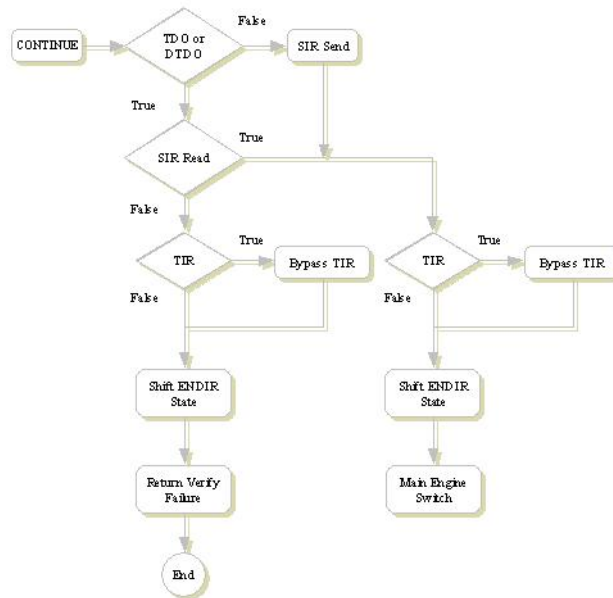 CONTINUE
TDO or
DTDO
False
SIR Send
True
SIR Read
True
False
TIR
True
Bypass TIR
False
TIR
True
Bypass TIR
False
Shift ENDIR
State
Shift ENDIR
State
Return Verify
Failure
Main Engine
Switch
End